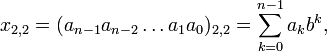 x_{2,2} = (a_{n-1}a_{n-2} \dots a_1a_0)_{2,2} = \sum_{k=0}^{n-1} a_k b^k,